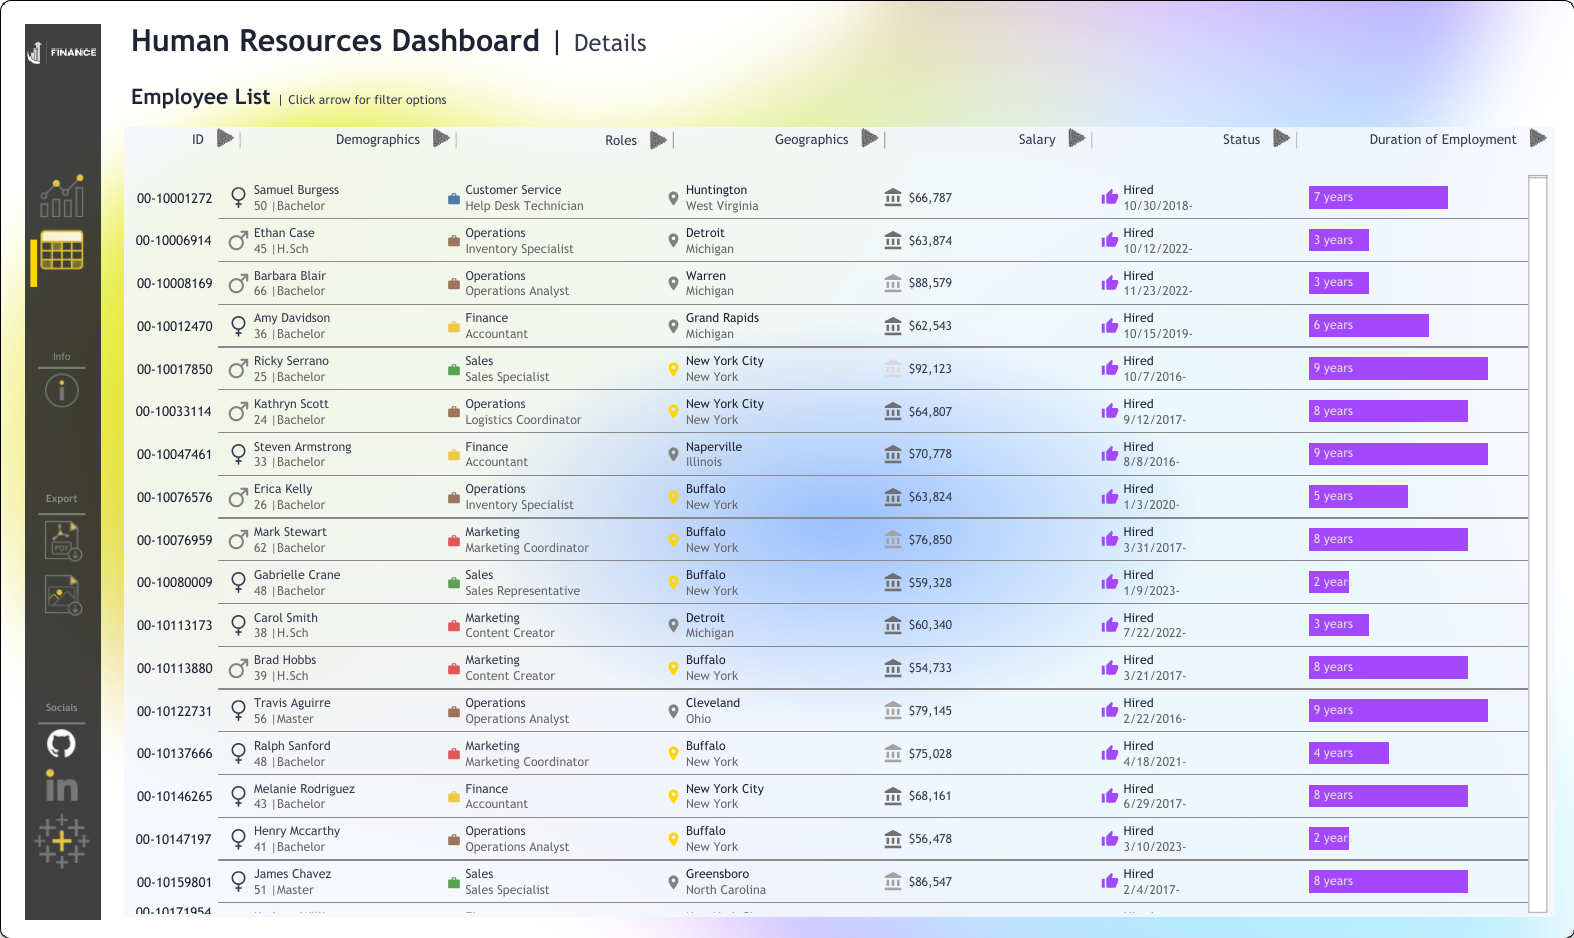 FINANCE
Human Resources Dashboard | Details
Employee List | Click arrow for filter options
ID Demographics Roles Geographics Salary Status Duration of Employment
00-10001272 Samuel Burgess Customer Service Huntington $66,787 Hired 7 years
50 |Bachelor Help Desk Technician West Virginia 10/30/2018-
00-10006914 Ethan Case Operations Detroit $63,874 Hired 3 years
45 |H.Sch Inventory Specialist Michigan 10/12/2022-
00-10008169 Barbara Blair Operations Warren $88,579 Hired 3 years
66 |Bachelor Operations Analyst Michigan 11/23/2022-
00-10012470 Amy Davidson Finance Grand Rapids $62,543 Hired 6 years
36 |Bachelor Accountant Michigan 10/15/2019-
00-10017850 Ricky Serrano Sales New York City $92,123 Hired 9 years
25 |Bachelor Sales Specialist New York 10/7/2016-
00-10033114 Kathryn Scott Operations New York City $64,807 Hired 8 years
24 |Bachelor Logistics Coordinator New York 9/12/2017-
00-10047461 Steven Armstrong Finance Naperville $70,778 Hired 9 years
33 |Bachelor Accountant Illinois 8/8/2016-
00-10076576 Erica Kelly Operations Buffalo $63,824 Hired 5 years
26 |Bachelor Inventory Specialist New York 1/3/2020-
00-10076959 Mark Stewart Marketing Buffalo $76,850 Hired 8 years
62 |Bachelor Marketing Coordinator New York 3/31/2017-
00-10080009 Gabrielle Crane Sales Buffalo $59,328 Hired 2 years
48 |Bachelor Sales Representative New York 1/9/2023-
00-10113173 Carol Smith Marketing Detroit $60,340 Hired 3 years
38 |H.Sch Content Creator Michigan 7/22/2022-
00-10113880 Brad Hobbs Marketing Buffalo $54,733 Hired 8 years
39 |H.Sch Content Creator New York 3/21/2017-
00-10122731 Travis Aguirre Operations Cleveland $79,145 Hired 9 years
56 |Master Operations Analyst Ohio 2/22/2016-
00-10137666 Ralph Sanford Marketing Buffalo $75,028 Hired 4 years
48 |Bachelor Marketing Coordinator New York 4/18/2021-
00-10146265 Melanie Rodriguez Finance New York City $68,161 Hired 8 years
43 |Bachelor Accountant New York 6/29/2017-
00-10147197 Henry Mccarthy Operations Buffalo $56,478 Hired 2 years
41 |Bachelor Operations Analyst New York 3/10/2023-
00-10159801 James Chavez Sales Greensboro $86,547 Hired 8 years
51 |Master Sales Specialist North Carolina 2/4/2017-
00-10171954
Info
Export
PDF
Socials
in